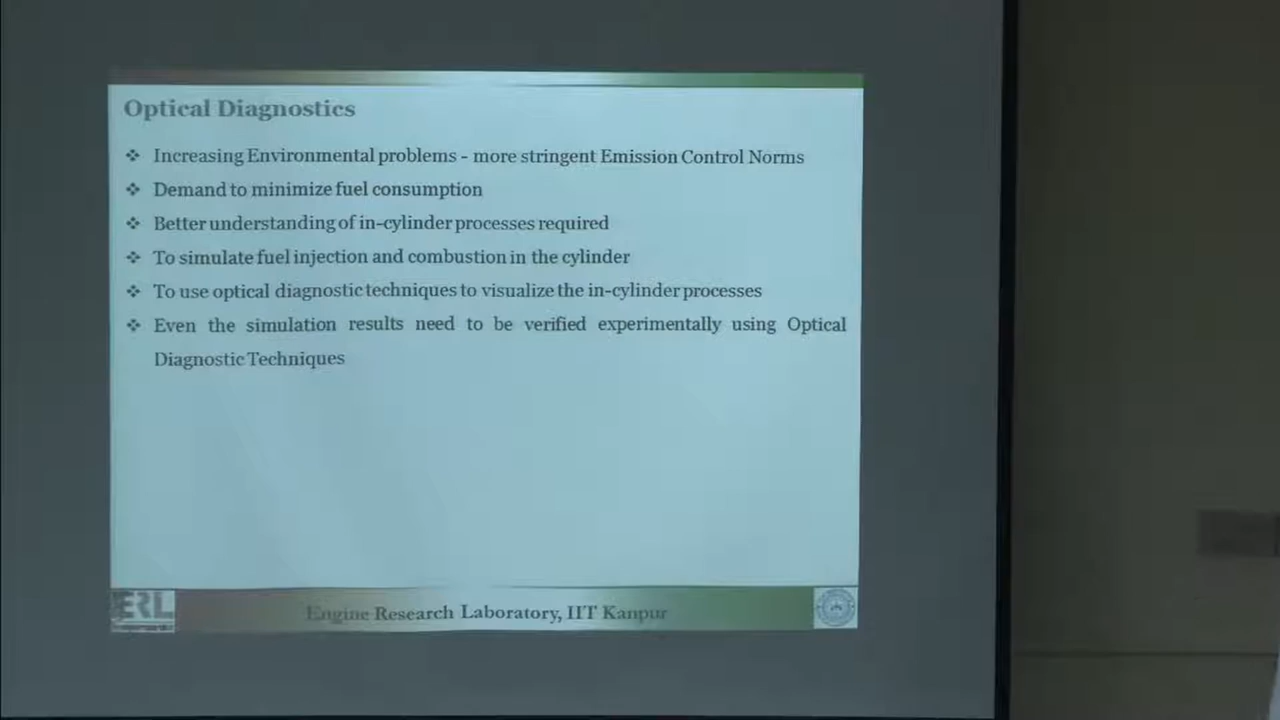 Optical Diagnostics
❖ Increasing Environmental problems - more stringent Emission Control Norms
❖ Demand to minimize fuel consumption
❖ Better understanding of in-cylinder processes required
❖ To simulate fuel injection and combustion in the cylinder
❖ To use optical diagnostic techniques to visualize the in-cylinder processes
❖ Even the simulation results need to be verified experimentally using Optical
Diagnostic Techniques
ERL
Engine Research Laboratory, IIT Kanpur